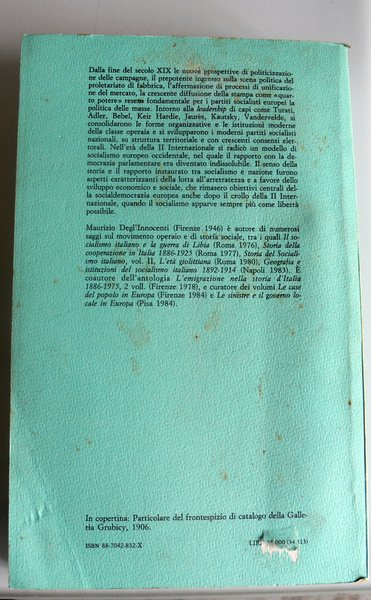 Dalla fine del secolo XIX le nuove prospettive di politicizzazio-
ne delle campagne, il prepotente ingresso sulla scena politica del
proletariato di fabbrica, l'affermazione di processi di unificazio-
ne del mercato, la crescente diffusione della stampa come «quar-
to potere» resero fondamentale per i partiti socialisti europei la
politica delle masse. Intorno alla leadership di capi come Turati,
Adler, Bebel, Keir Hardie, Jaurès, Kautsky, Vandervelde, si
consolidarono le forme organizzative e le istituzioni moderne
della classe operaia e si svilupparono i moderni partiti socialisti
nazionali, su struttura territoriale e con crescenti consensi elet-
torali. Nell'età della II Internazionale si radicò un modello di
socialismo europeo occidentale, nel quale il rapporto con la de-
mocrazia parlamentare era diventato indissolubile. Il senso della
storia e il rapporto instaurato tra socialismo e nazione furono
aspetti caratterizzanti della lotta all'arretratezza e a favore dello
sviluppo economico e sociale, che rimasero obiettivi centrali del-
la socialdemocrazia europea anche dopo il crollo della II Inter-
nazionale, quando il socialismo apparve sempre più come libertà
possibile.
Maurizio Degl'Innocenti (Firenze 1946) è autore di numerosi
saggi sul movimento operaio e di storia sociale, tra i quali Il so-
cialismo italiano e la guerra di Libia (Roma 1976), Storia della
cooperazione in Italia 1886-1925 (Roma 1977), Storia del Sociali-
smo italiano, vol. II, L'età giolittiana (Roma 1980), Geografia e
istituzioni del socialismo italiano 1892-1914 (Napoli 1983). È
coautore dell'antologia L'emigrazione nella storia d'Italia
1886-1975, 2 voll. (Firenze 1978), e curatore dei volumi Le case
del popolo in Europa (Firenze 1984) e Le sinistre e il governo lo-
cale in Europa (Pisa 1984).
In copertina: Particolare del frontespizio di catalogo della Galle-
ria Grubicy, 1906.
ISBN 88-7042-832-X